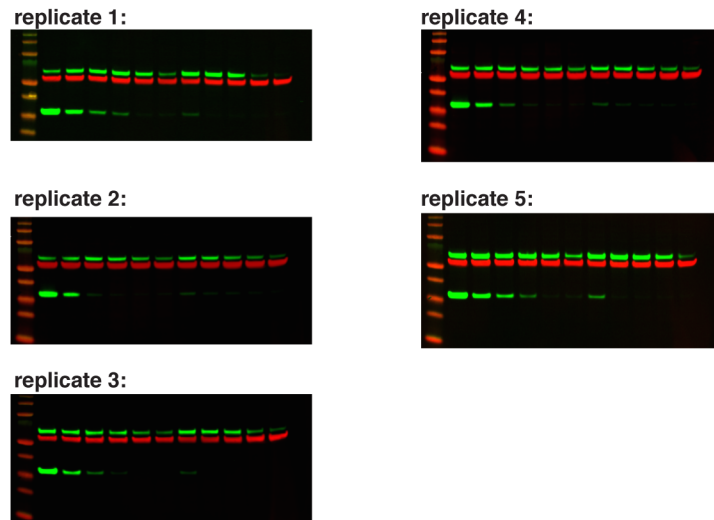 replicate 1:
replicate 2:
replicate 3:
replicate 4:
replicate 5: